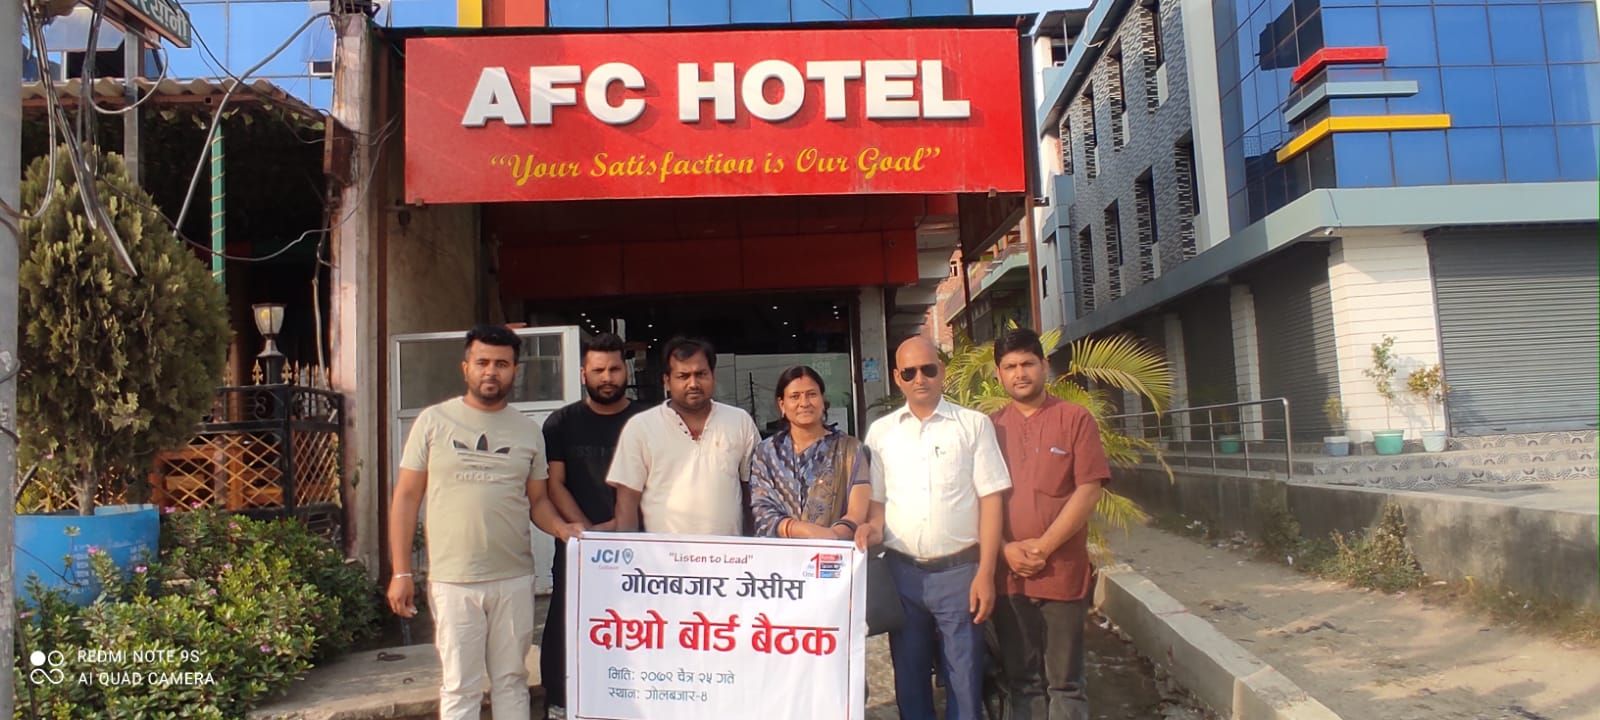 AFC HOTEL
"Your Satisfaction is Our Goal"
JCI
"Listen to Lead"
गोलबजार जेसीस
दोश्रो बोर्ड बैठक
मिति: २०७९ चैत्र २५ गते
स्थान: गोलबजार-४
REDMI NOTE 9S
AI QUAD CAMERA